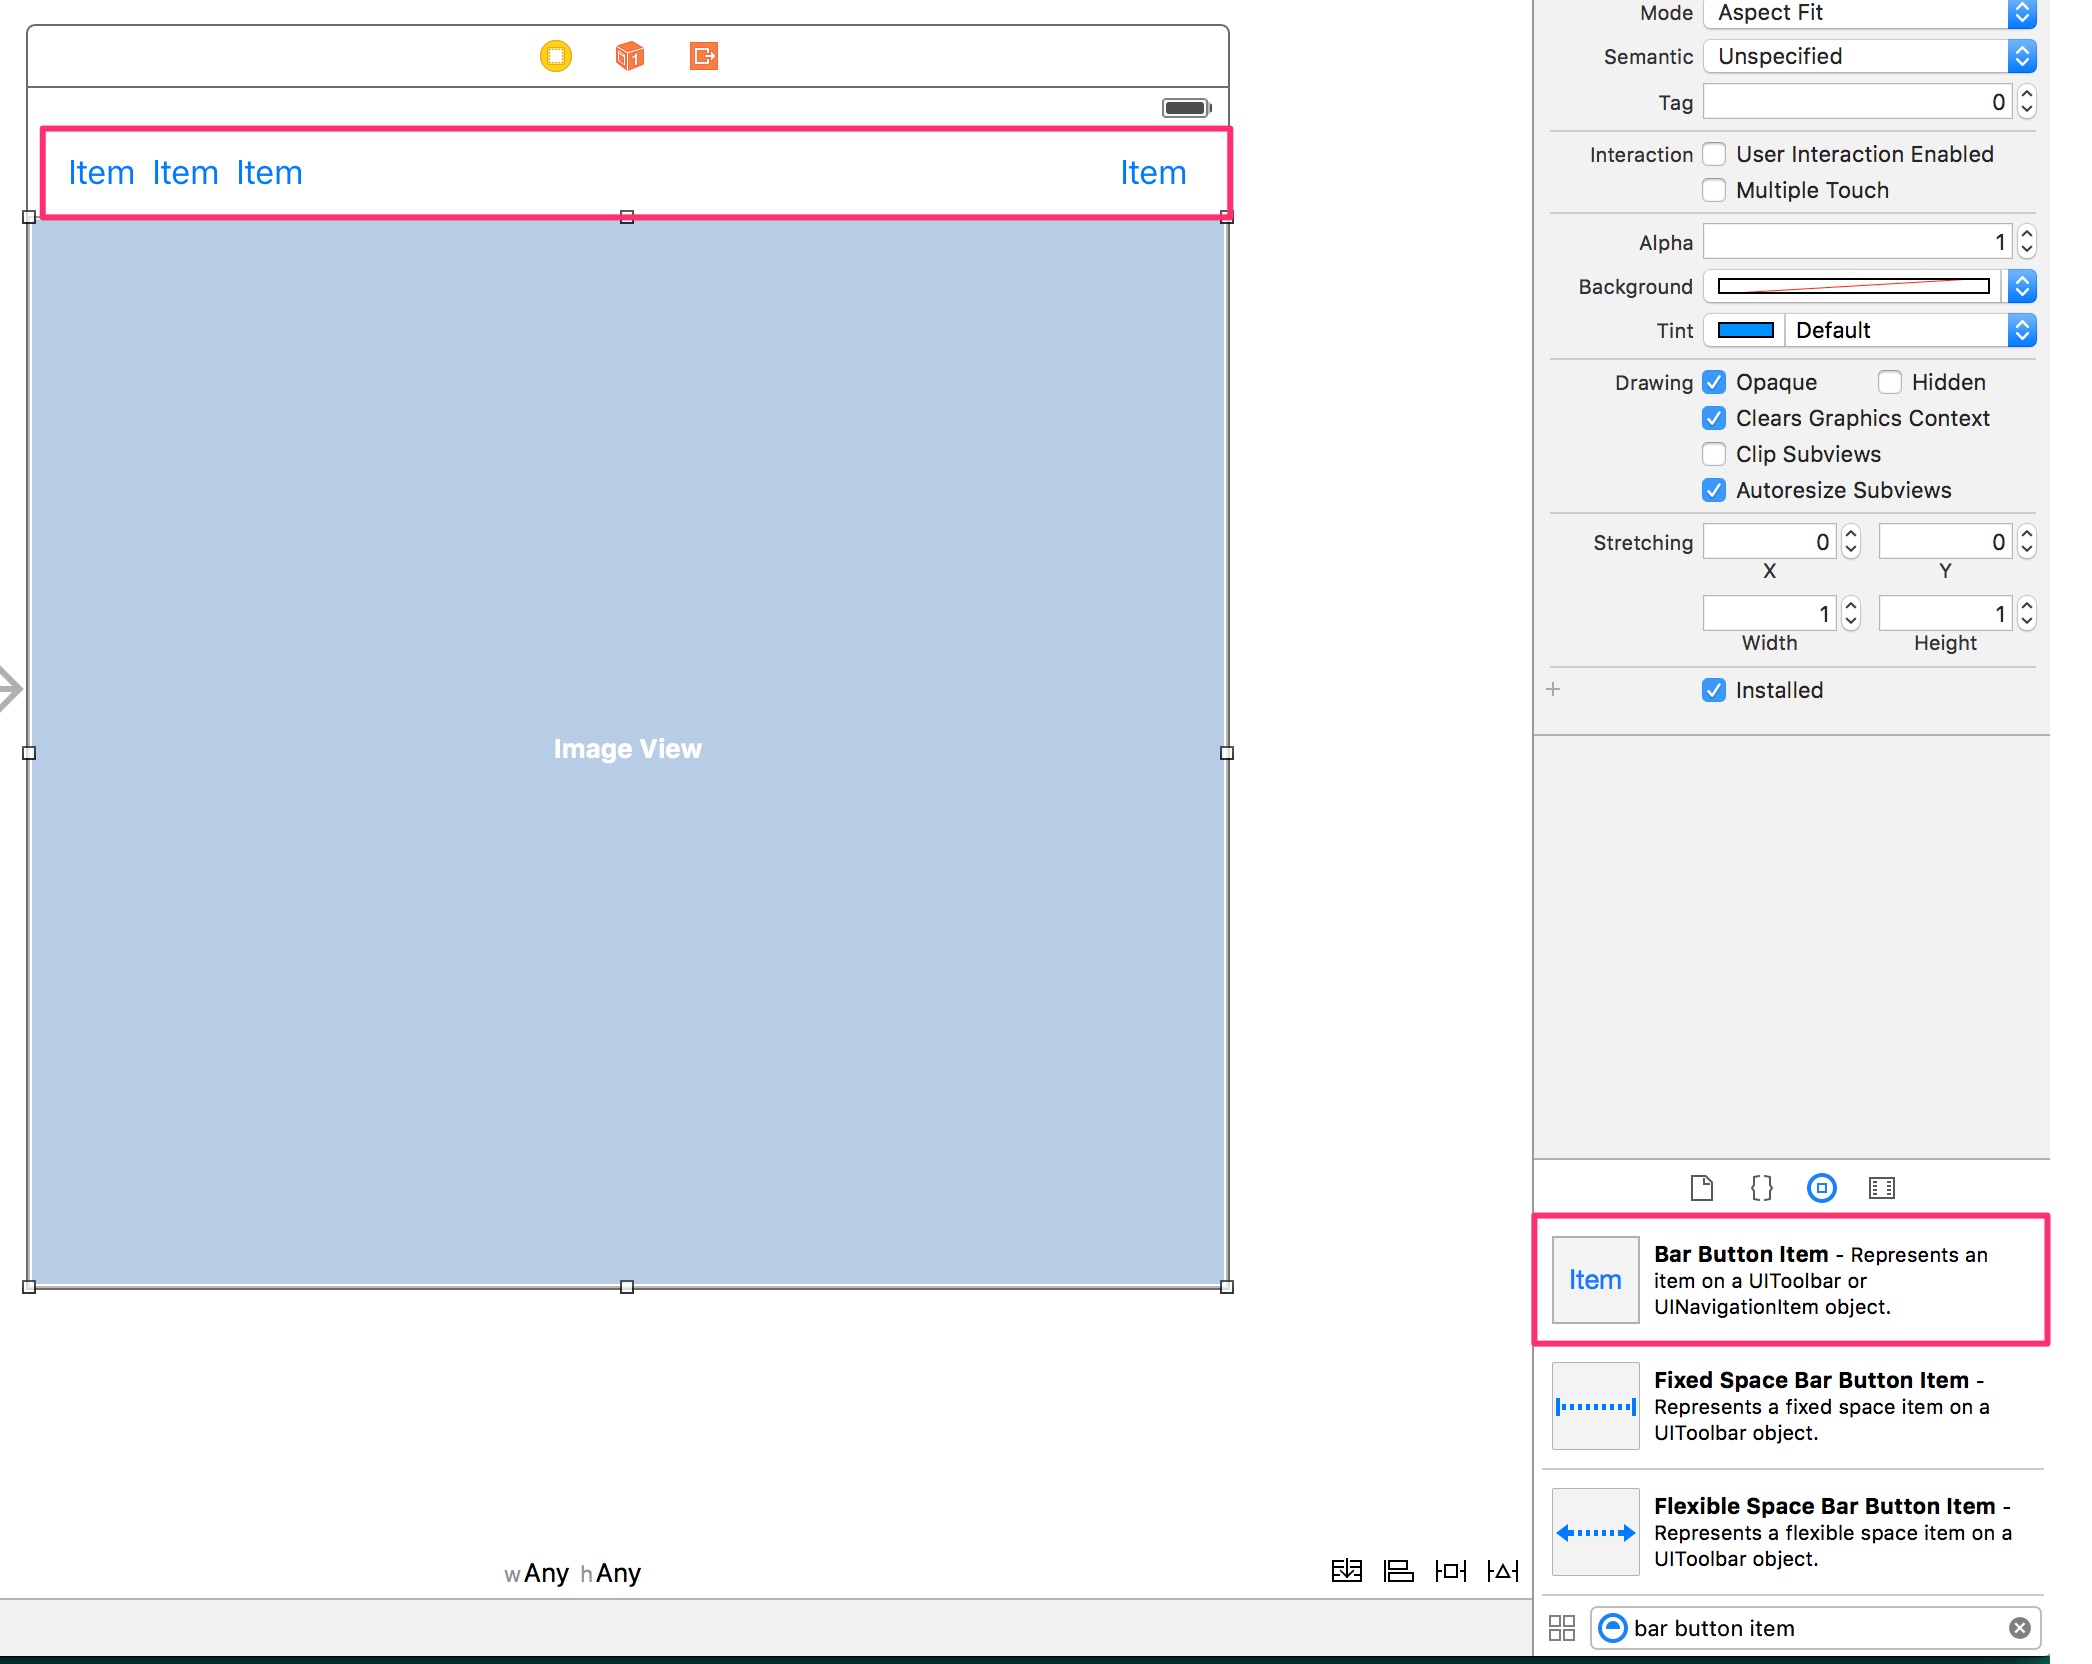 Item Item Item Item
Image View
w Any h Any
Mode Aspect Fit
Semantic Unspecified
Tag 0
Interaction User Interaction Enabled
Multiple Touch
Alpha 1
Background
Tint Default
Drawing Opaque Hidden
Clears Graphics Context
Clip Subviews
Autoresize Subviews
Stretching 0 0
X Y
1 1
Width Height
+ Installed
Item
Bar Button Item - Represents an
item on a UIToolbar or
UINavigationItem object.
Fixed Space Bar Button Item -
Represents a fixed space item on a
UIToolbar object.
Flexible Space Bar Button Item -
Represents a flexible space item on a
UIToolbar object.
bar button item